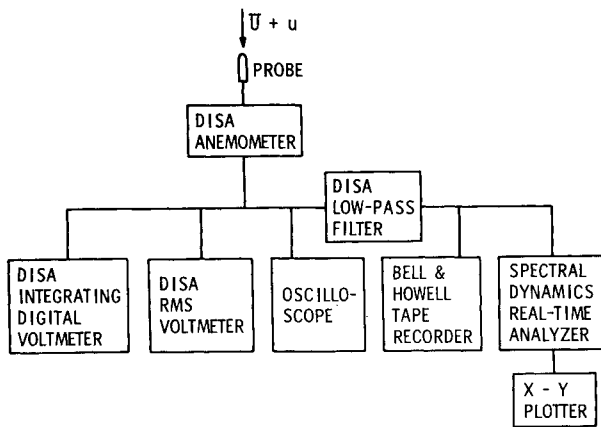 U̅ + u
PROBE
DISA
ANEMOMETER
DISA
LOW-PASS
FILTER
DISA
INTEGRATING
DIGITAL
VOLTMETER
DISA
RMS
VOLTMETER
OSCILLO-
SCOPE
BELL &
HOWELL
TAPE
RECORDER
SPECTRAL
DYNAMICS
REAL-TIME
ANALYZER
X - Y
PLOTTER